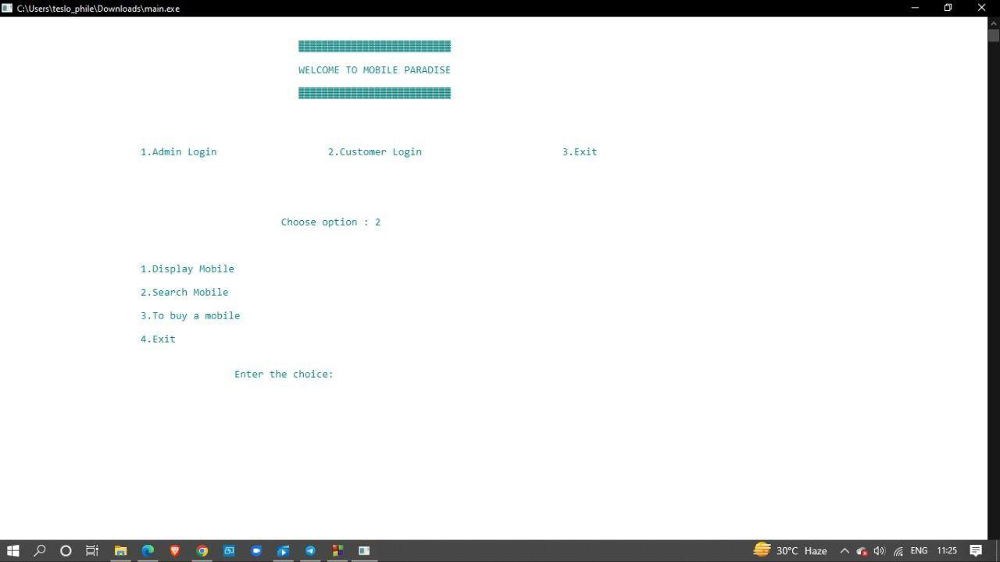 C:\Users\teslo_phile\Downloads\main.exe
WELCOME TO MOBILE PARADISE
1.Admin Login 2.Customer Login 3.Exit
Choose option : 2
1.Display Mobile
2.Search Mobile
3.To buy a mobile
4.Exit
Enter the choice:
30°C Haze ENG 11:25